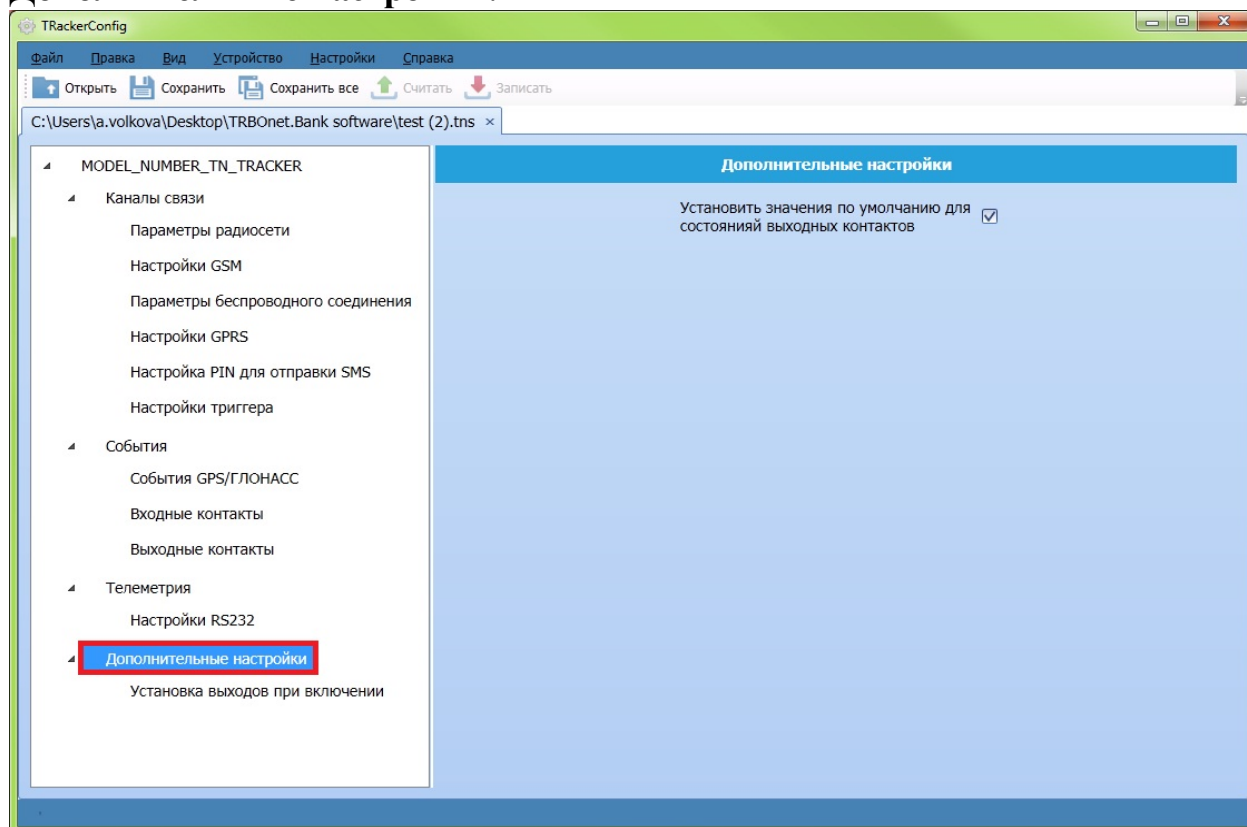 TRackerConfig
Файл Правка Вид Устройство Настройки Справка
Открыть Сохранить Сохранить все Считать Записать
C:\Users\a.volkova\Desktop\TRBOnet.Bank software\test (2).tns ×
MODEL_NUMBER_TN_TRACKER
Каналы связи
Параметры радиосети
Настройки GSM
Параметры беспроводного соединения
Настройки GPRS
Настройка PIN для отправки SMS
Настройки триггера
События
События GPS/ГЛОНАСС
Входные контакты
Выходные контакты
Телеметрия
Настройки RS232
Дополнительные настройки
Установка выходов при включении
Дополнительные настройки
Установить значения по умолчанию для
состоянияй выходных контактов